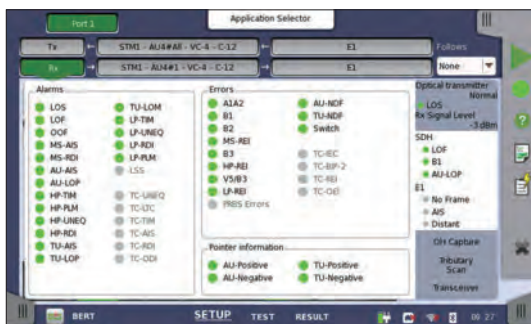 Port 1
Application Selector
Tx
STM1 - AU4#All - VC-4 - C-12
E1
Follows
Rx
STM1 - AU4#1 - VC-4 - C-12
E1
None
Alarms
LOS
LOF
OOF
MS-AIS
MS-RDI
AU-AIS
AU-LOP
HP-TIM
HP-PLM
HP-UNEQ
HP-RDI
TU-AIS
TU-LOP
TU-LOM
LP-TIM
LP-UNEQ
LP-RDI
LP-PLM
LSS
TC-UNEQ
TC-LTC
TC-TIM
TC-AIS
TC-RDI
TC-ODI
Errors
A1A2
B1
B2
MS-REI
B3
HP-REI
V5/B3
LP-REI
PRBS Errors
AU-NDF
TU-NDF
Switch
TC-IEC
TC-BIP-2
TC-REI
TC-OEI
Pointer information
AU-Positive
AU-Negative
TU-Positive
TU-Negative
Optical transmitter
Normal
LOS
Rx Signal Level
-3 dBm
SDH
LOF
B1
AU-LOP
E1
No Frame
AIS
Distant
OH Capture
Tributary
Scan
Transceiver
BERT
SETUP
TEST
RESULT
09:27